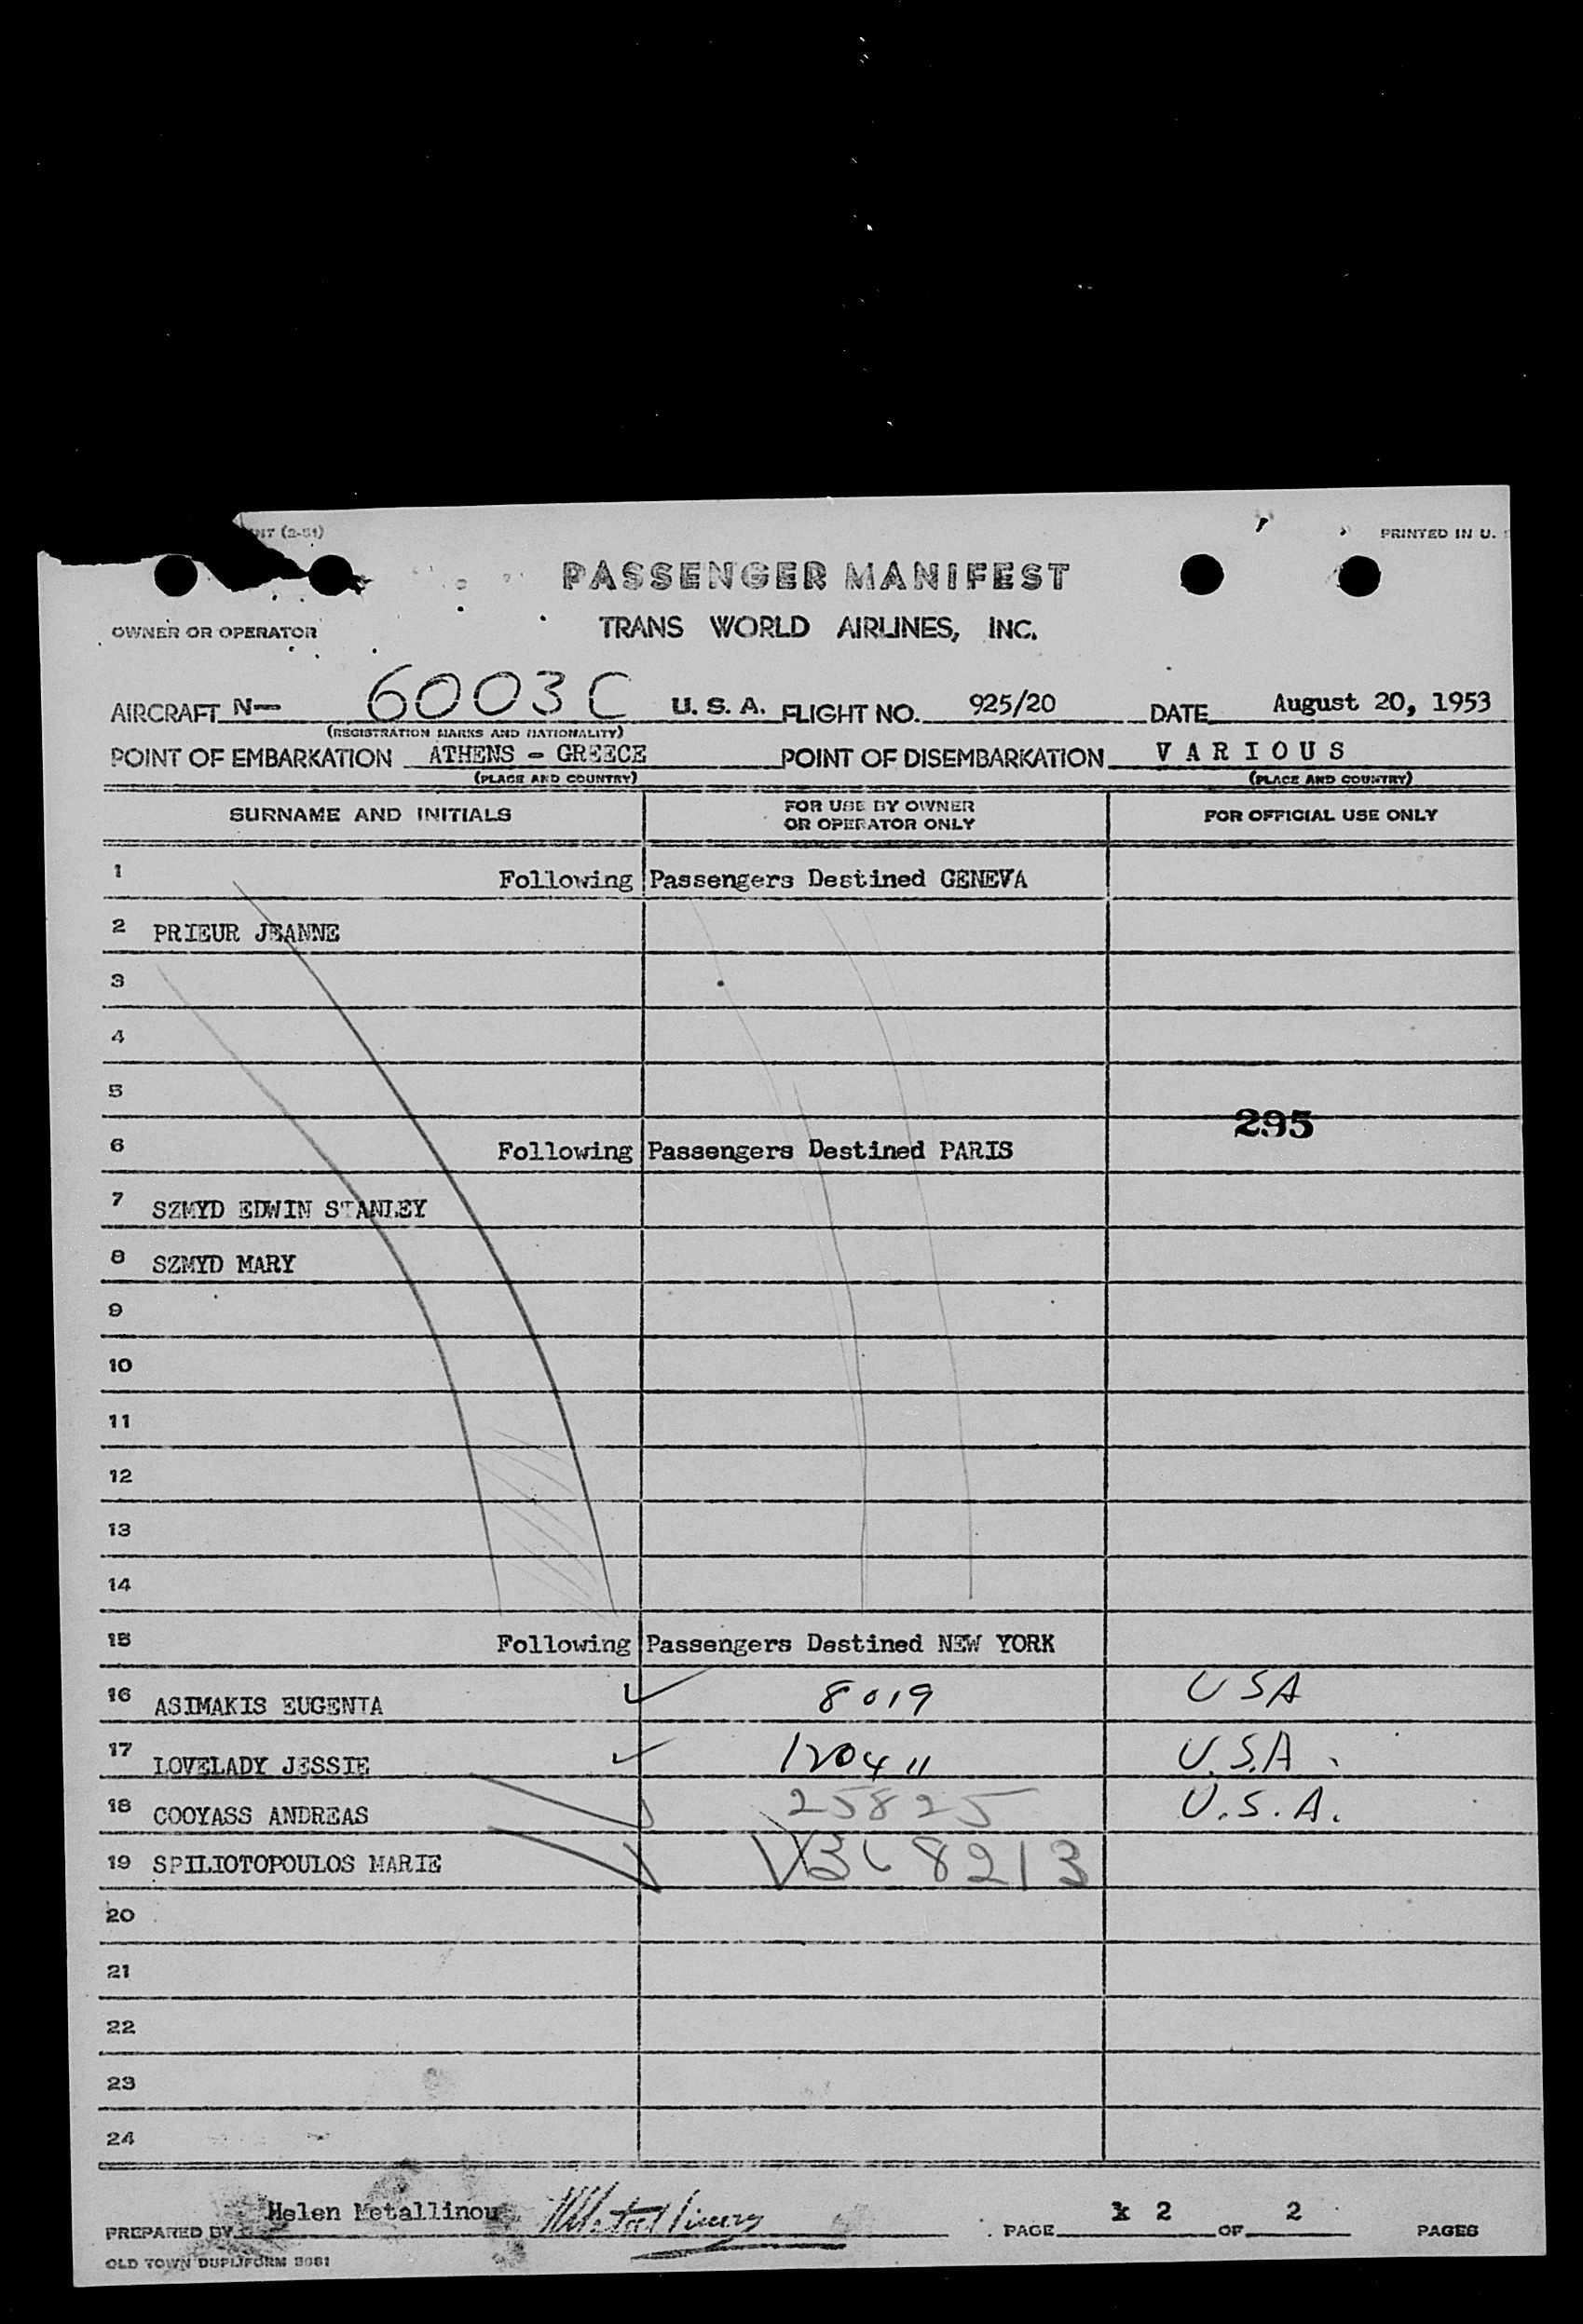 (2-51)
PRINTED IN U.
PASSENGER MANIFEST
OWNER OR OPERATOR TRANS WORLD AIRLINES, INC.
AIRCRAFT N— 6003C U. S. A. FLIGHT NO. 925/20 DATE August 20, 1953
(REGISTRATION MARKS AND NATIONALITY)
POINT OF EMBARKATION ATHENS - GREECE POINT OF DISEMBARKATION V A R I O U S
(PLACE AND COUNTRY) (PLACE AND COUNTRY)
SURNAME AND INITIALS FOR USE BY OWNER OR OPERATOR ONLY FOR OFFICIAL USE ONLY
1 Following Passengers Destined GENEVA
2 PRIEUR JEANNE
3
4
5
295
6 Following Passengers Destined PARIS
7 SZMYD EDWIN STANLEY
8 SZMYD MARY
9
10
11
12
13
14
15 Following Passengers Destined NEW YORK
16 ASIMAKIS EUGENIA ✓ 8019 USA
17 LOVELADY JESSIE ✓ 120411 U.S.A.
18 COOYASS ANDREAS 25825 U.S.A.
19 SPILIOTOPOULOS MARIE 368213
20
21
22
23
24
PREPARED BY Helen Metallinou PAGE x 2 OF 2 PAGES
OLD TOWN DUPLIFORM 3081